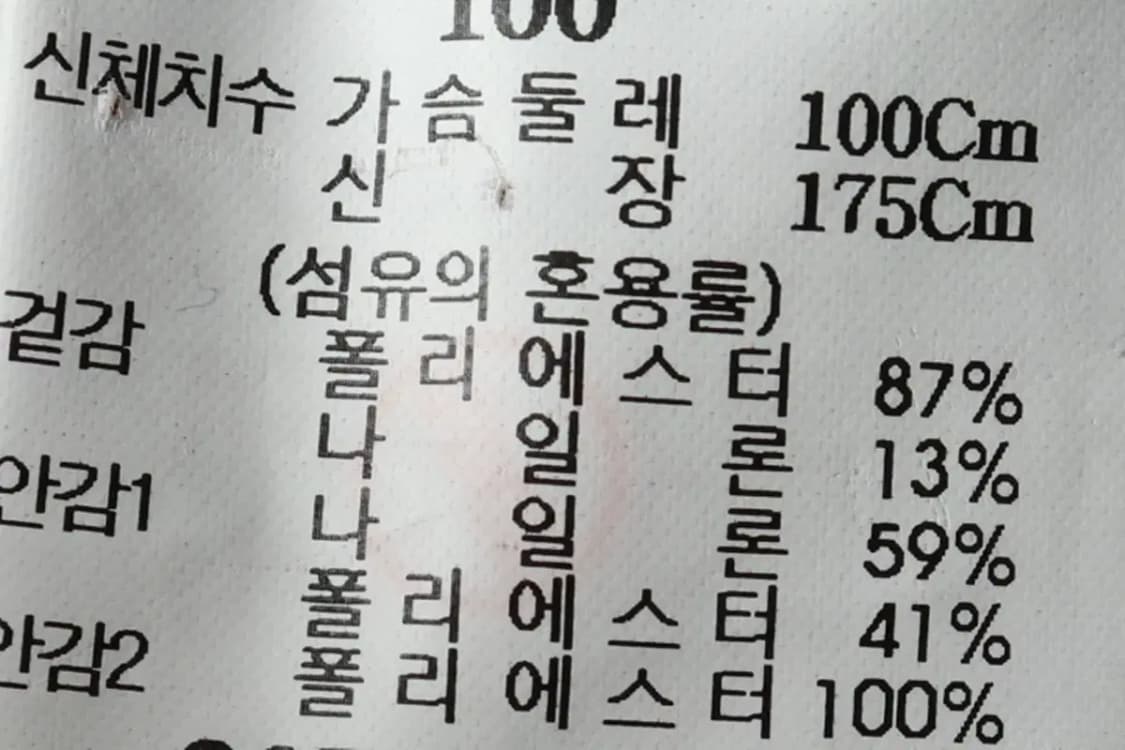 100
신체치수 가 슴 둘 레 100Cm
신 장 175Cm
(섬유의 혼용률)
겉감 폴 리 에 스 터 87%
나 일 론 13%
안감1 나 일 론 59%
폴 리 에 스 터 41%
안감2 폴 리 에 스 터 100%